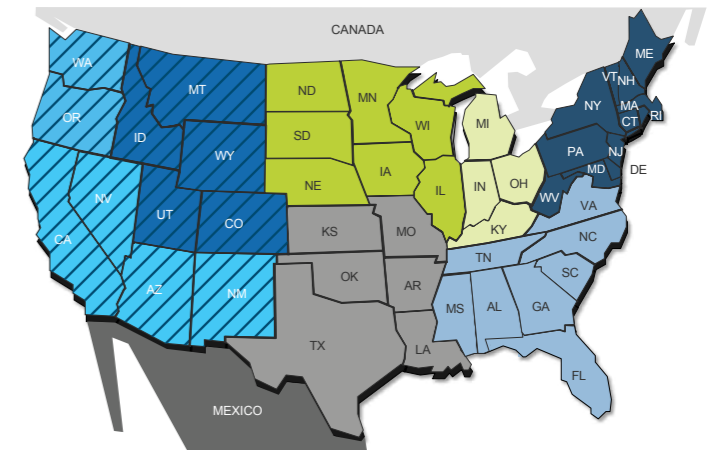 CANADA
WA
MT
ND
MN
ME
VT
NH
OR
ID
WY
SD
WI
MI
NY
MA
CT
RI
NV
UT
CO
NE
IA
IL
IN
OH
PA
NJ
MD
DE
WV
CA
KS
MO
KY
VA
AZ
NM
OK
AR
TN
NC
SC
TX
LA
MS
AL
GA
FL
MEXICO